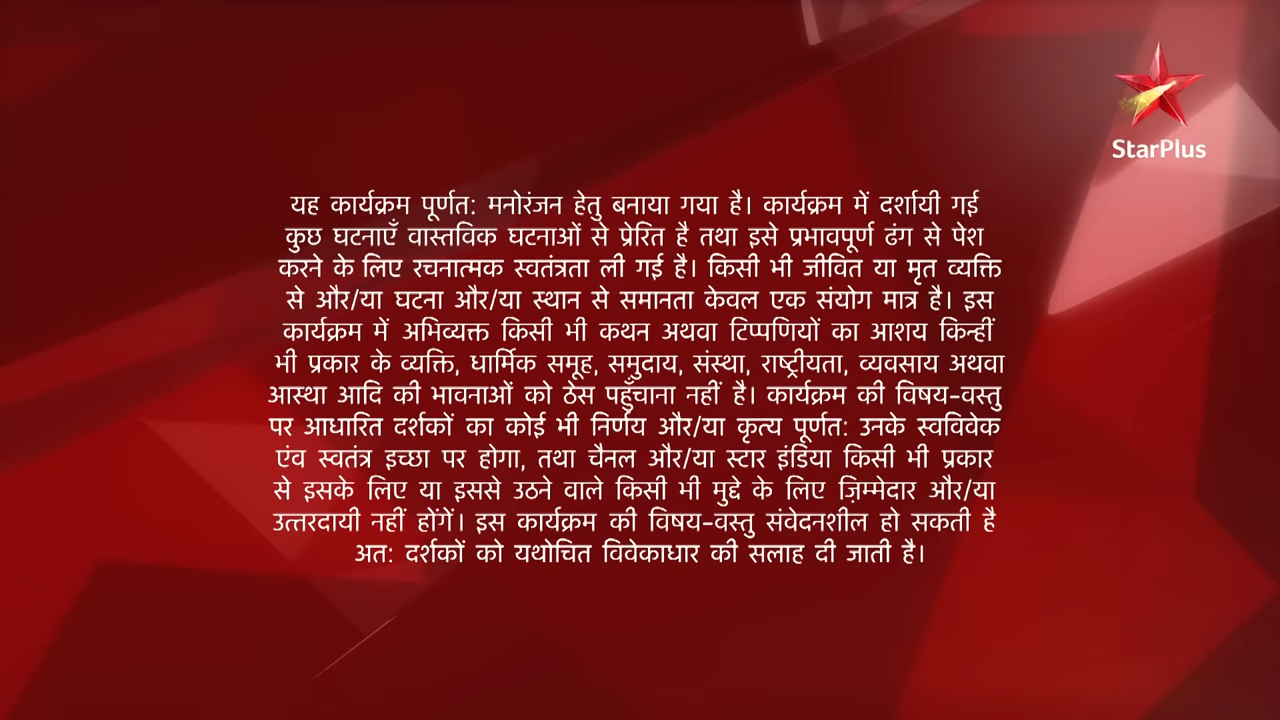 StarPlus
यह कार्यक्रम पूर्णत: मनोरंजन हेतु बनाया गया है। कार्यक्रम में दर्शायी गई
कुछ घटनाएँ वास्तविक घटनाओं से प्रेरित है तथा इसे प्रभावपूर्ण ढंग से पेश
करने के लिए रचनात्मक स्वतंत्रता ली गई है। किसी भी जीवित या मृत व्यक्ति
से और/या घटना और/या स्थान से समानता केवल एक संयोग मात्र है। इस
कार्यक्रम में अभिव्यक्त किसी भी कथन अथवा टिप्पणियों का आशय किन्हीं
भी प्रकार के व्यक्ति, धार्मिक समूह, समुदाय, संस्था, राष्ट्रीयता, व्यवसाय अथवा
आस्था आदि की भावनाओं को ठेस पहुँचाना नहीं है। कार्यक्रम की विषय-वस्तु
पर आधारित दर्शकों का कोई भी निर्णय और/या कृत्य पूर्णत: उनके स्वविवेक
एंव स्वतंत्र इच्छा पर होगा, तथा चैनल और/या स्टार इंडिया किसी भी प्रकार
से इसके लिए या इससे उठने वाले किसी भी मुद्दे के लिए ज़िम्मेदार और/या
उत्तरदायी नहीं होंगें। इस कार्यक्रम की विषय-वस्तु संवेदनशील हो सकती है
अत: दर्शकों को यथोचित विवेकाधार की सलाह दी जाती है।